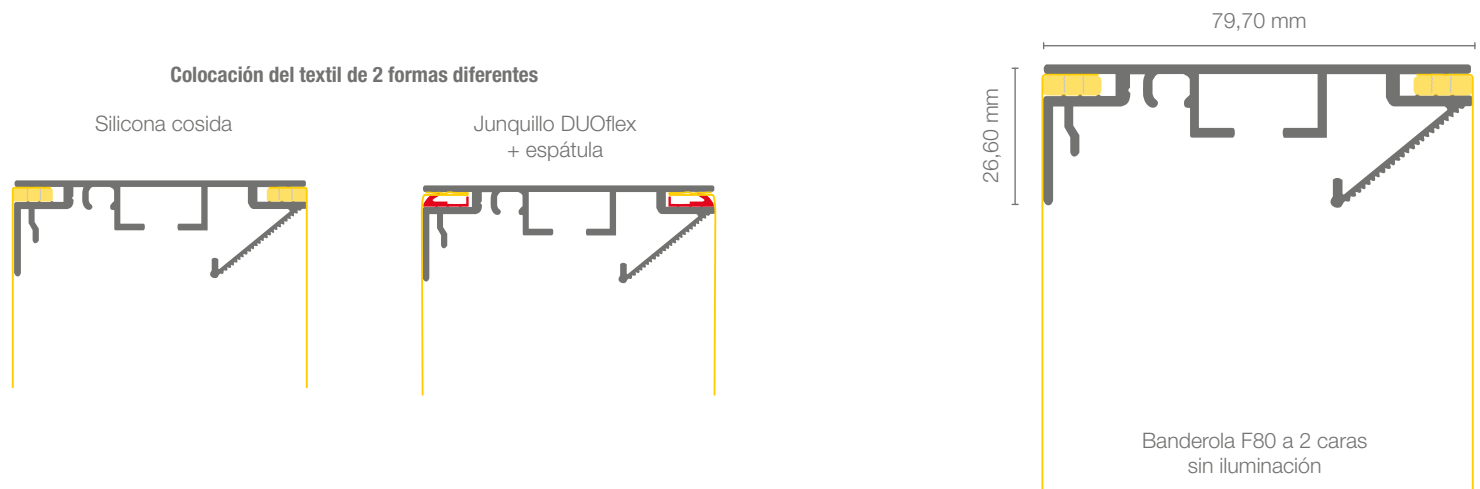 Colocación del textil de 2 formas diferentes
Silicona cosida
Junquillo DUOflex
+ espátula
79,70 mm
26,60 mm
Banderola F80 a 2 caras
sin iluminación